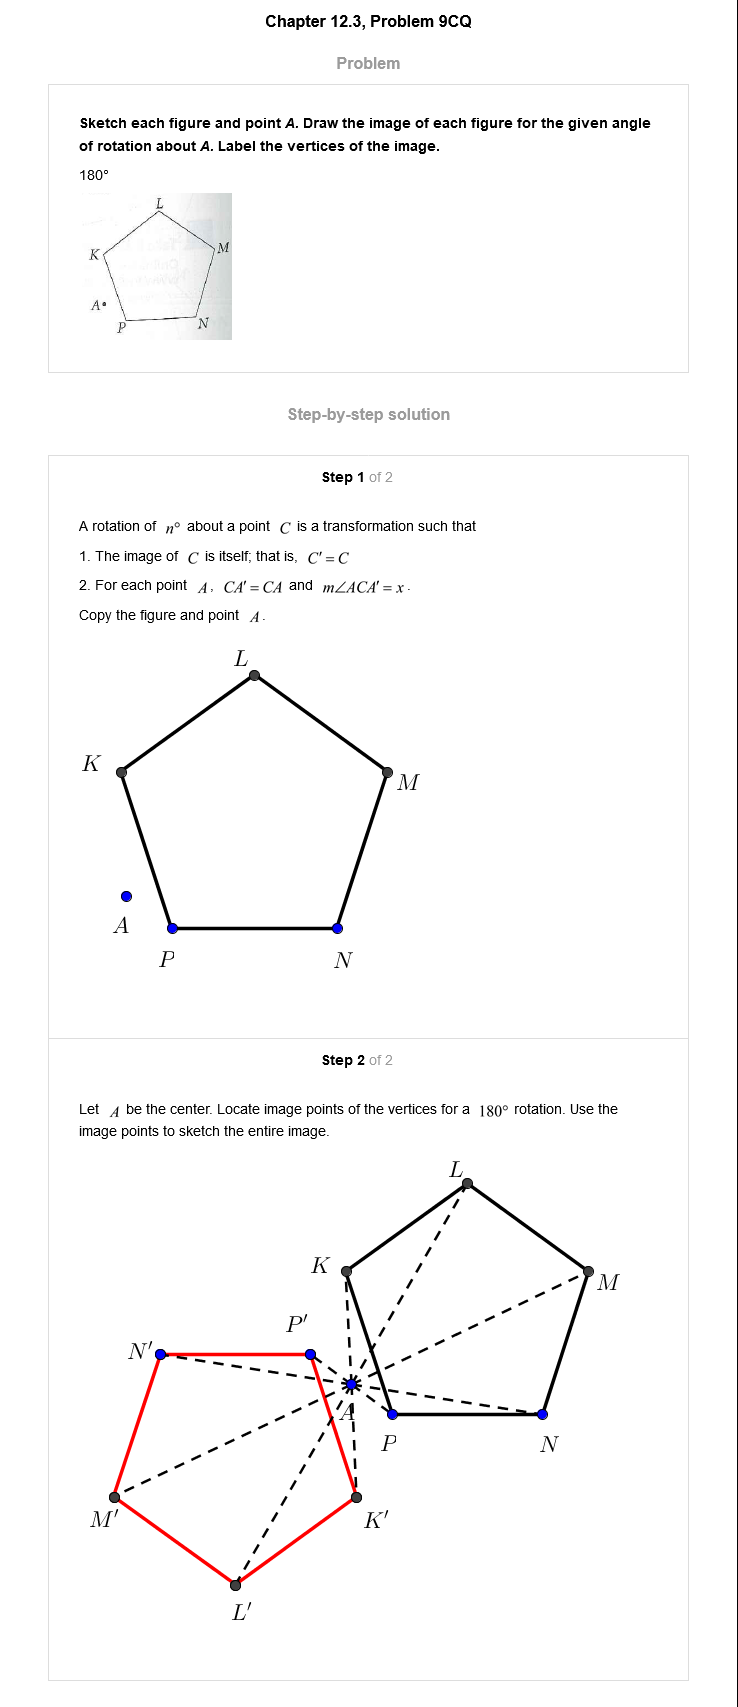 Chapter 12.3, Problem 9CQ
Problem
Sketch each figure and point A. Draw the image of each figure for the given angle
of rotation about A. Label the vertices of the image.
180°
L
K
M
A
P
N
Step-by-step solution
Step 1 of 2
A rotation of n° about a point C is a transformation such that
1. The image of C is itself; that is, C′ = C
2. For each point A, CA′ = CA and m∠ACA′ = x.
Copy the figure and point A.
L
K
M
A
P
N
Step 2 of 2
Let A be the center. Locate image points of the vertices for a 180° rotation. Use the
image points to sketch the entire image.
L
K
M
P′
N′
A
P
N
M′
K′
L′